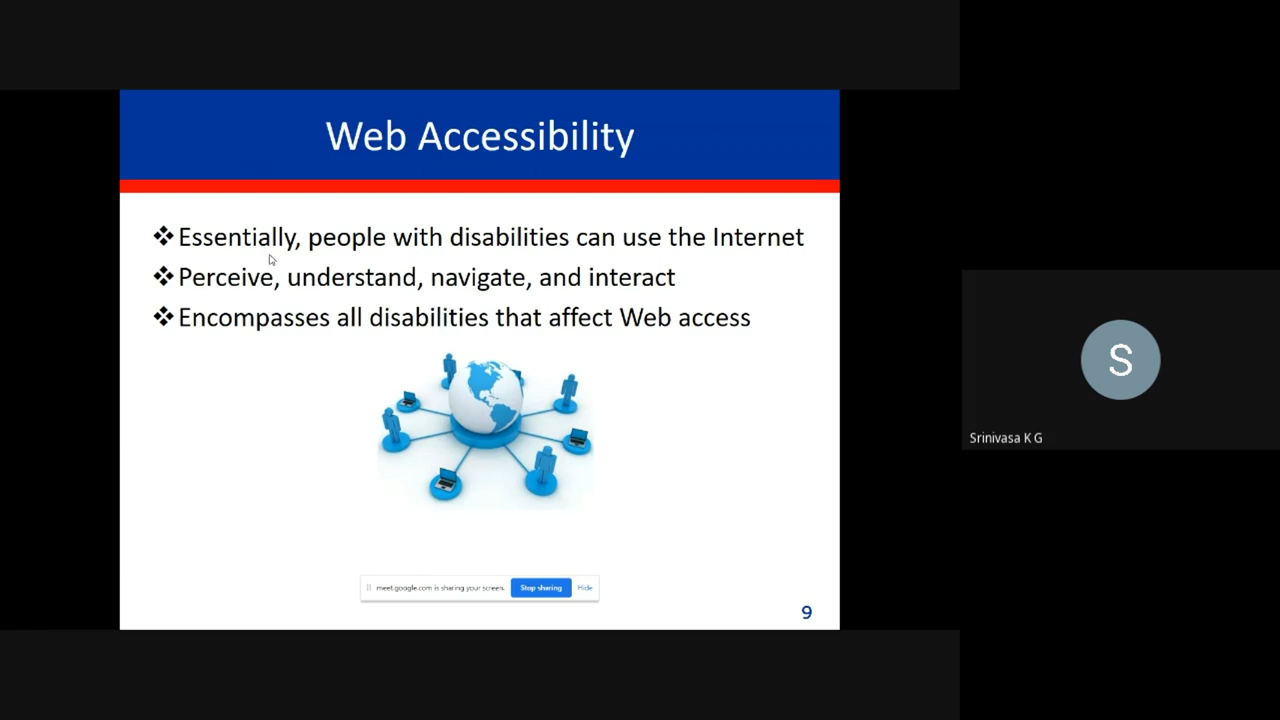 Web Accessibility
❖Essentially, people with disabilities can use the Internet
❖Perceive, understand, navigate, and interact
❖Encompasses all disabilities that affect Web access
S
Srinivasa K G
meet.google.com is sharing your screen. Stop sharing Hide
9